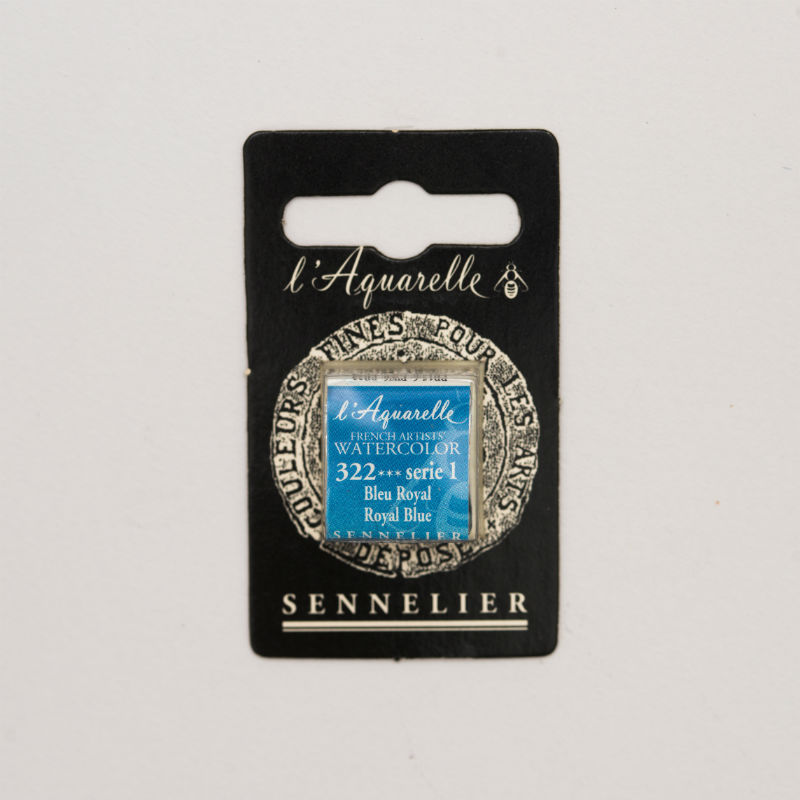 l'Aquarelle
COULEURS FINES POUR LES ARTS
DÉPOSÉ
l'Aquarelle
FRENCH ARTISTS'
WATERCOLOR
322*** serie 1
Bleu Royal
Royal Blue
SENNELIER
SENNELIER